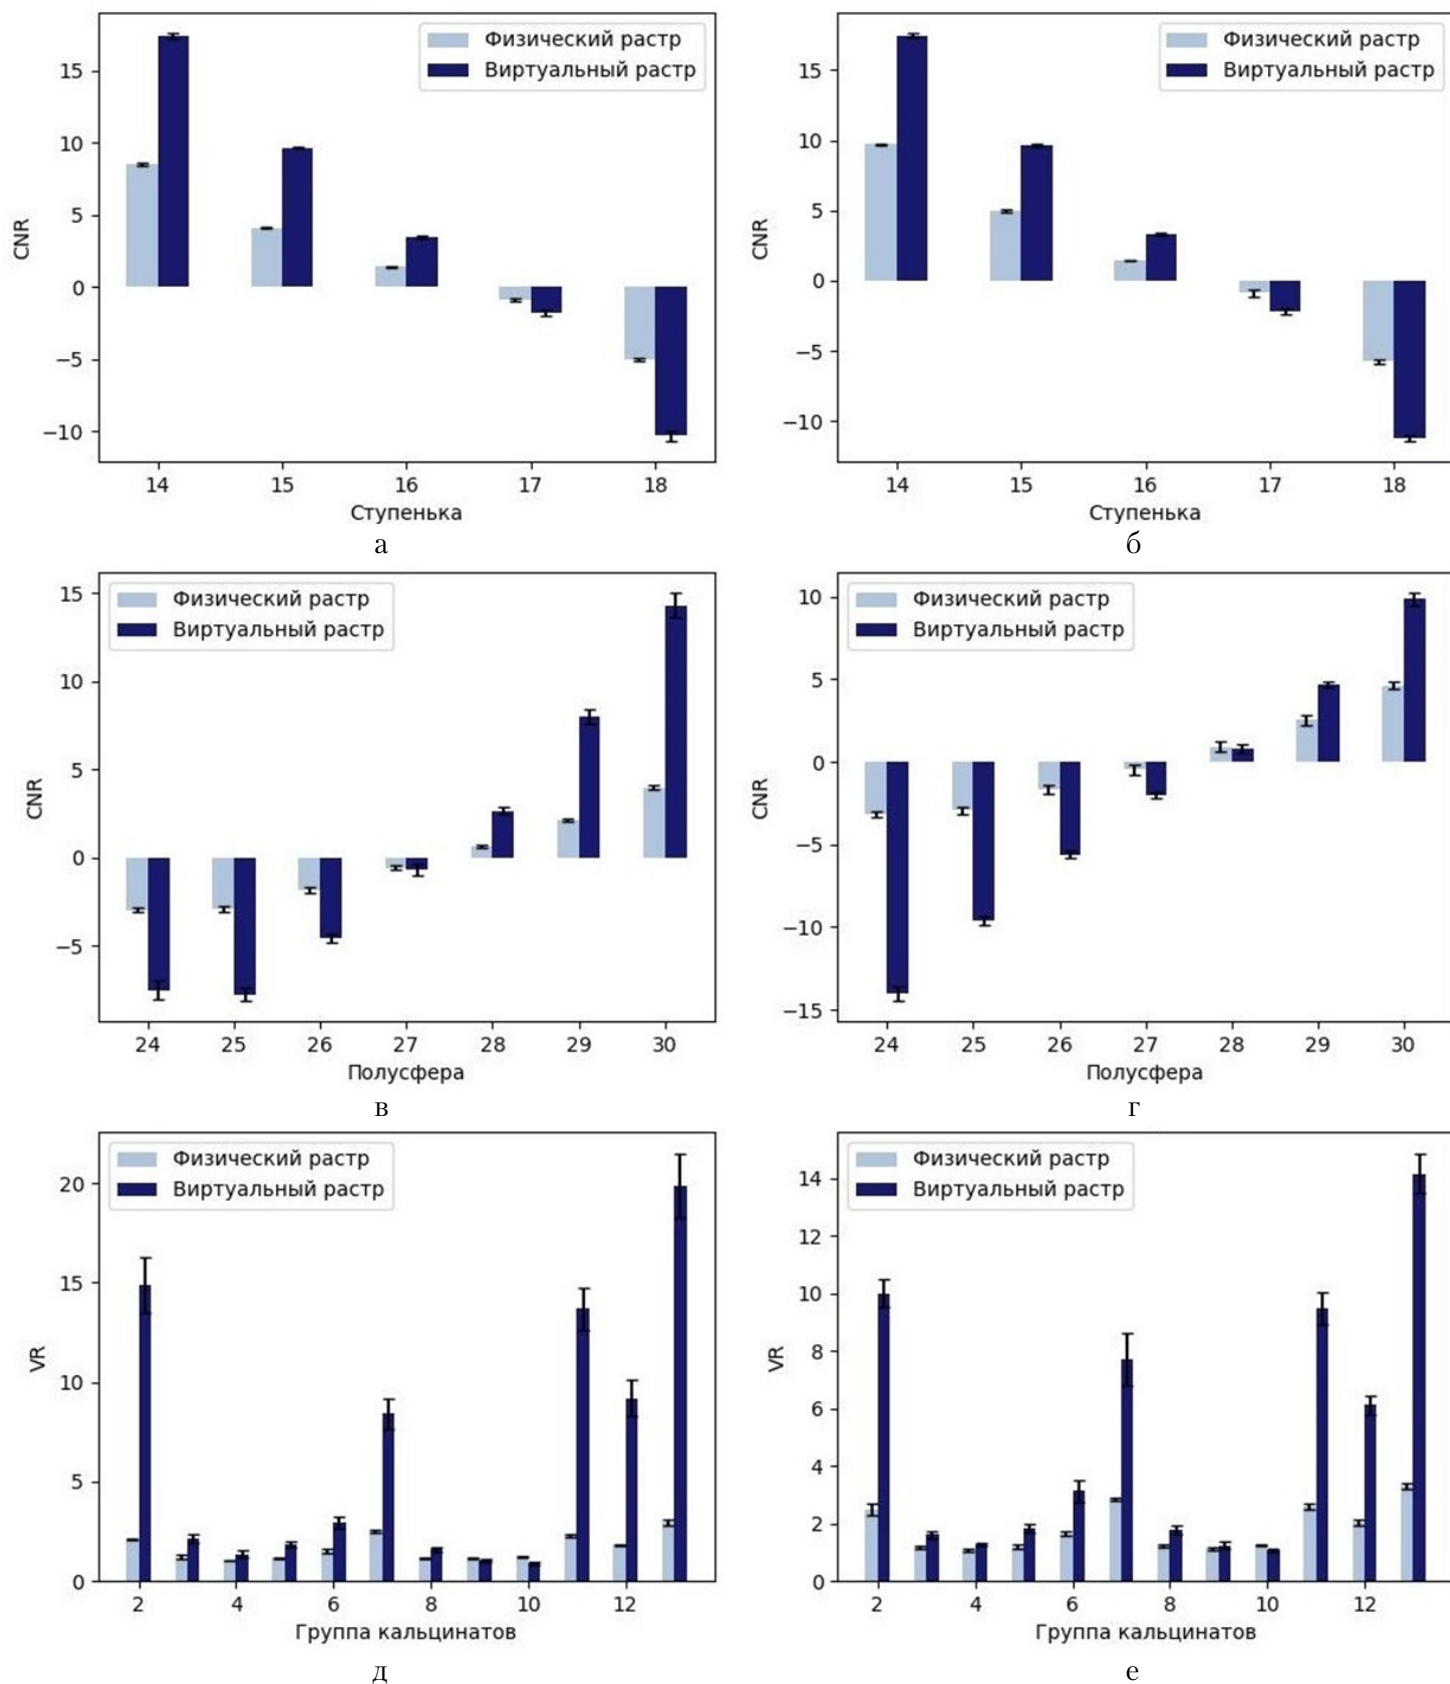 Физический растр
Виртуальный растр
15
10
5
0
−5
−10
CNR
14 15 16 17 18
Ступенька
а
Физический растр
Виртуальный растр
15
10
5
0
−5
−10
CNR
14 15 16 17 18
Ступенька
б
Физический растр
Виртуальный растр
15
10
5
0
−5
CNR
24 25 26 27 28 29 30
Полусфера
в
Физический растр
Виртуальный растр
10
5
0
−5
−10
−15
CNR
24 25 26 27 28 29 30
Полусфера
г
Физический растр
Виртуальный растр
20
15
10
5
0
VR
2 4 6 8 10 12
Группа кальцинатов
д
Физический растр
Виртуальный растр
14
12
10
8
6
4
2
0
VR
2 4 6 8 10 12
Группа кальцинатов
е